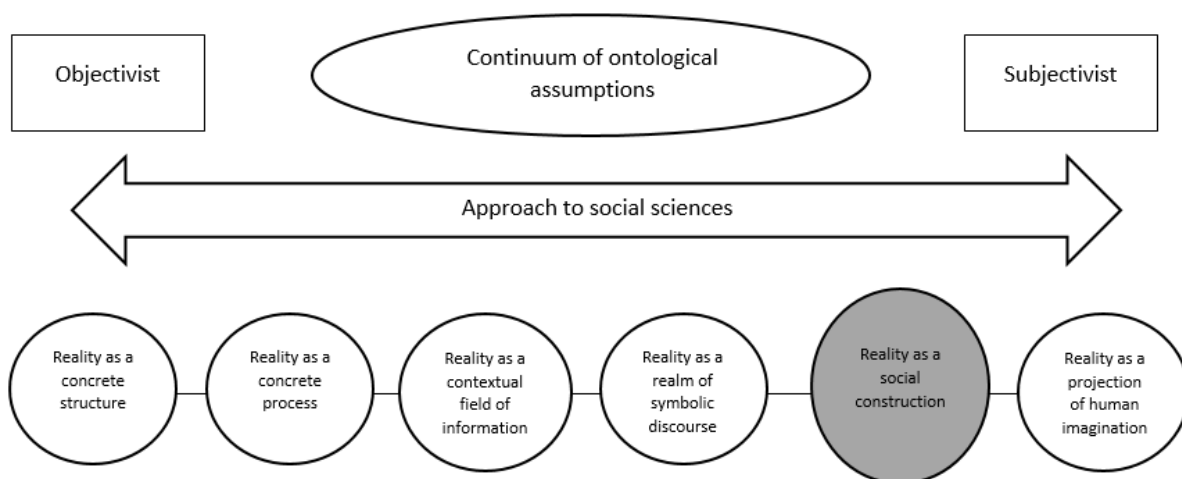 Objectivist
Continuum of ontological
assumptions
Subjectivist
Approach to social sciences
Reality as a
concrete
structure
Reality as a
concrete
process
Reality as a
contextual
field of
information
Reality as a
realm of
symbolic
discourse
Reality as a
social
construction
Reality as a
projection
of human
imagination